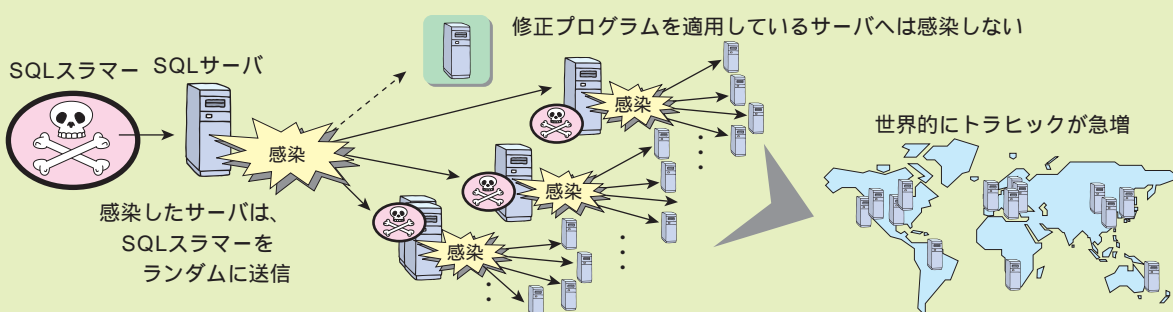 修正プログラムを適用しているサーバへは感染しない
SQLスラマー
SQLサーバ
感染
感染したサーバは、
SQLスラマーを
ランダムに送信
感染
感染
感染
世界的にトラヒックが急増